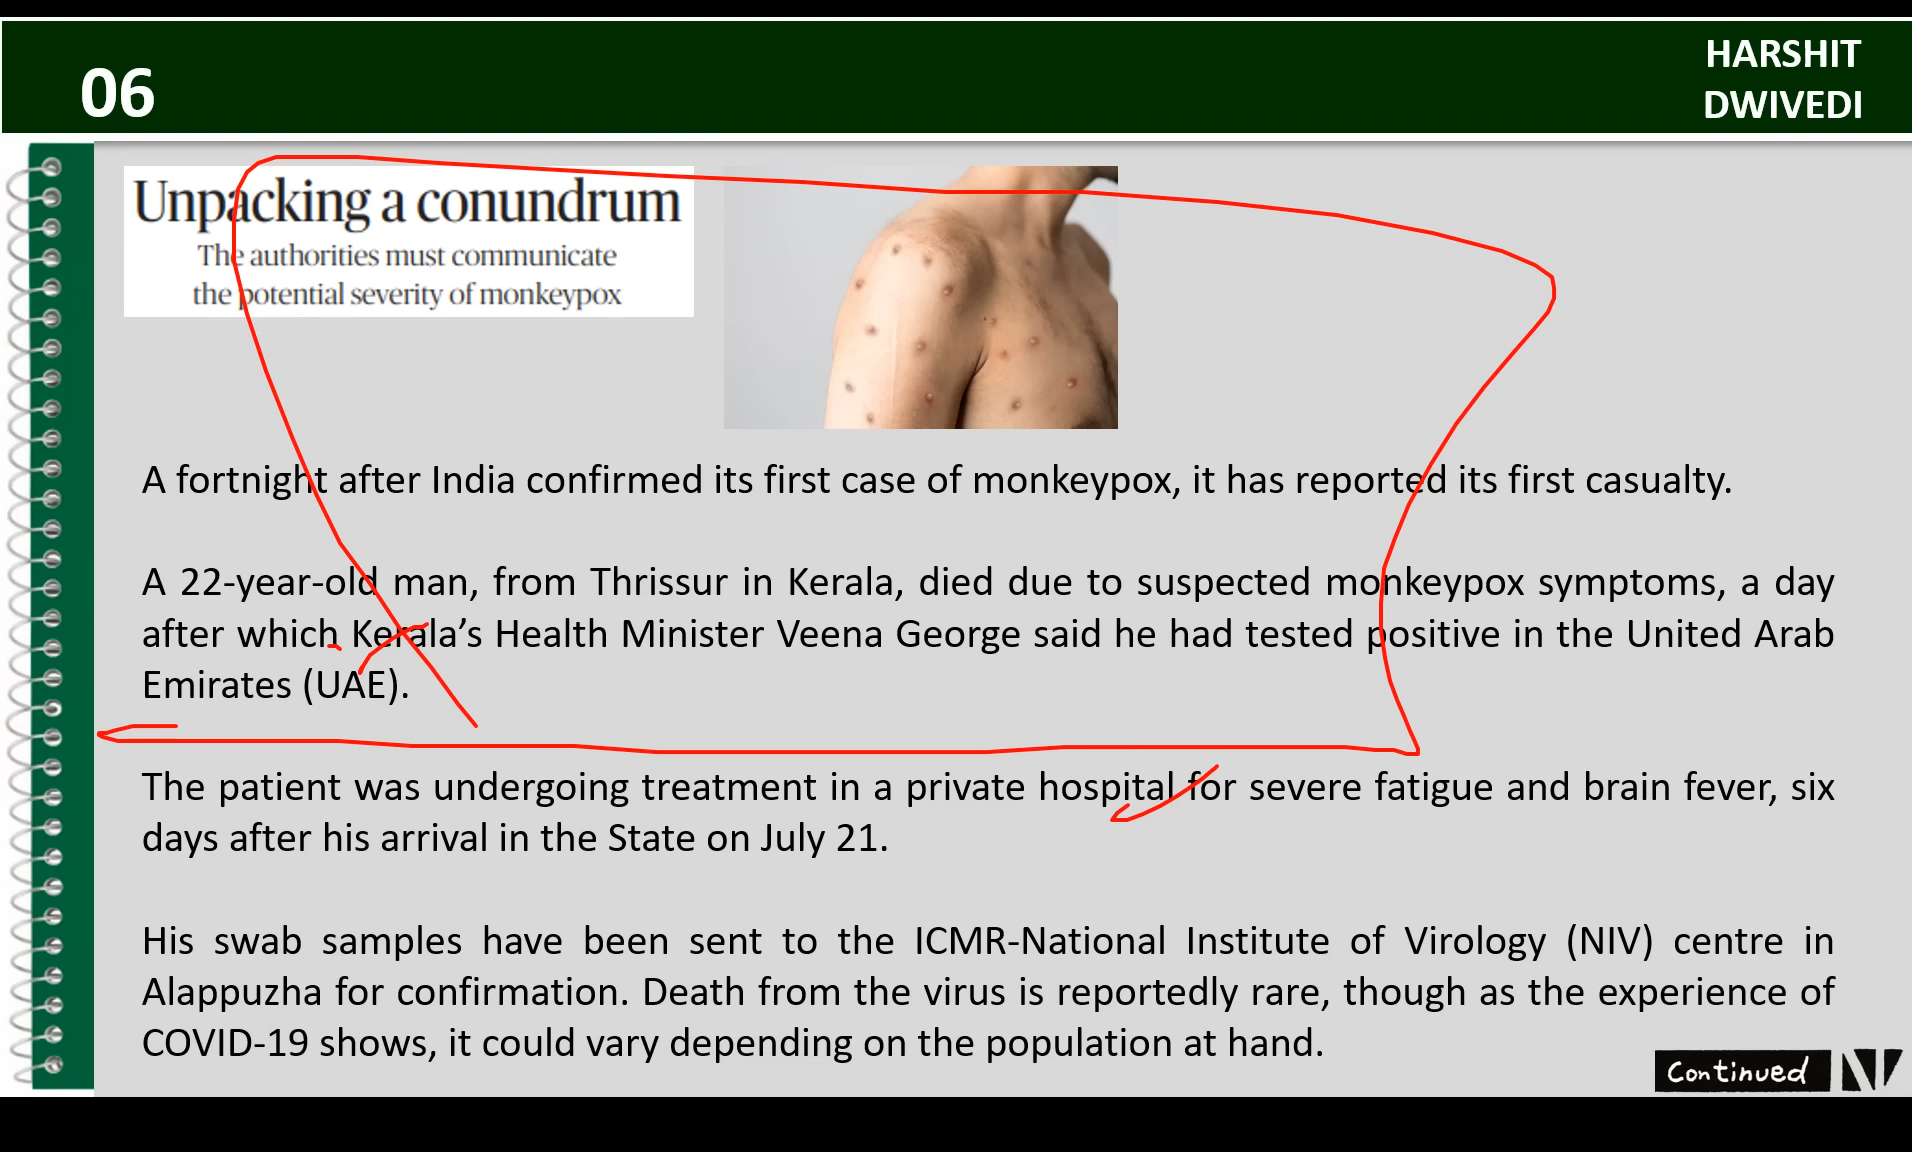 06
HARSHIT
DWIVEDI
Unpacking a conundrum
The authorities must communicate
the potential severity of monkeypox
A fortnight after India confirmed its first case of monkeypox, it has reported its first casualty.
A 22-year-old man, from Thrissur in Kerala, died due to suspected monkeypox symptoms, a day
after which Kerala’s Health Minister Veena George said he had tested positive in the United Arab
Emirates (UAE).
The patient was undergoing treatment in a private hospital for severe fatigue and brain fever, six
days after his arrival in the State on July 21.
His swab samples have been sent to the ICMR-National Institute of Virology (NIV) centre in
Alappuzha for confirmation. Death from the virus is reportedly rare, though as the experience of
COVID-19 shows, it could vary depending on the population at hand.
Continued